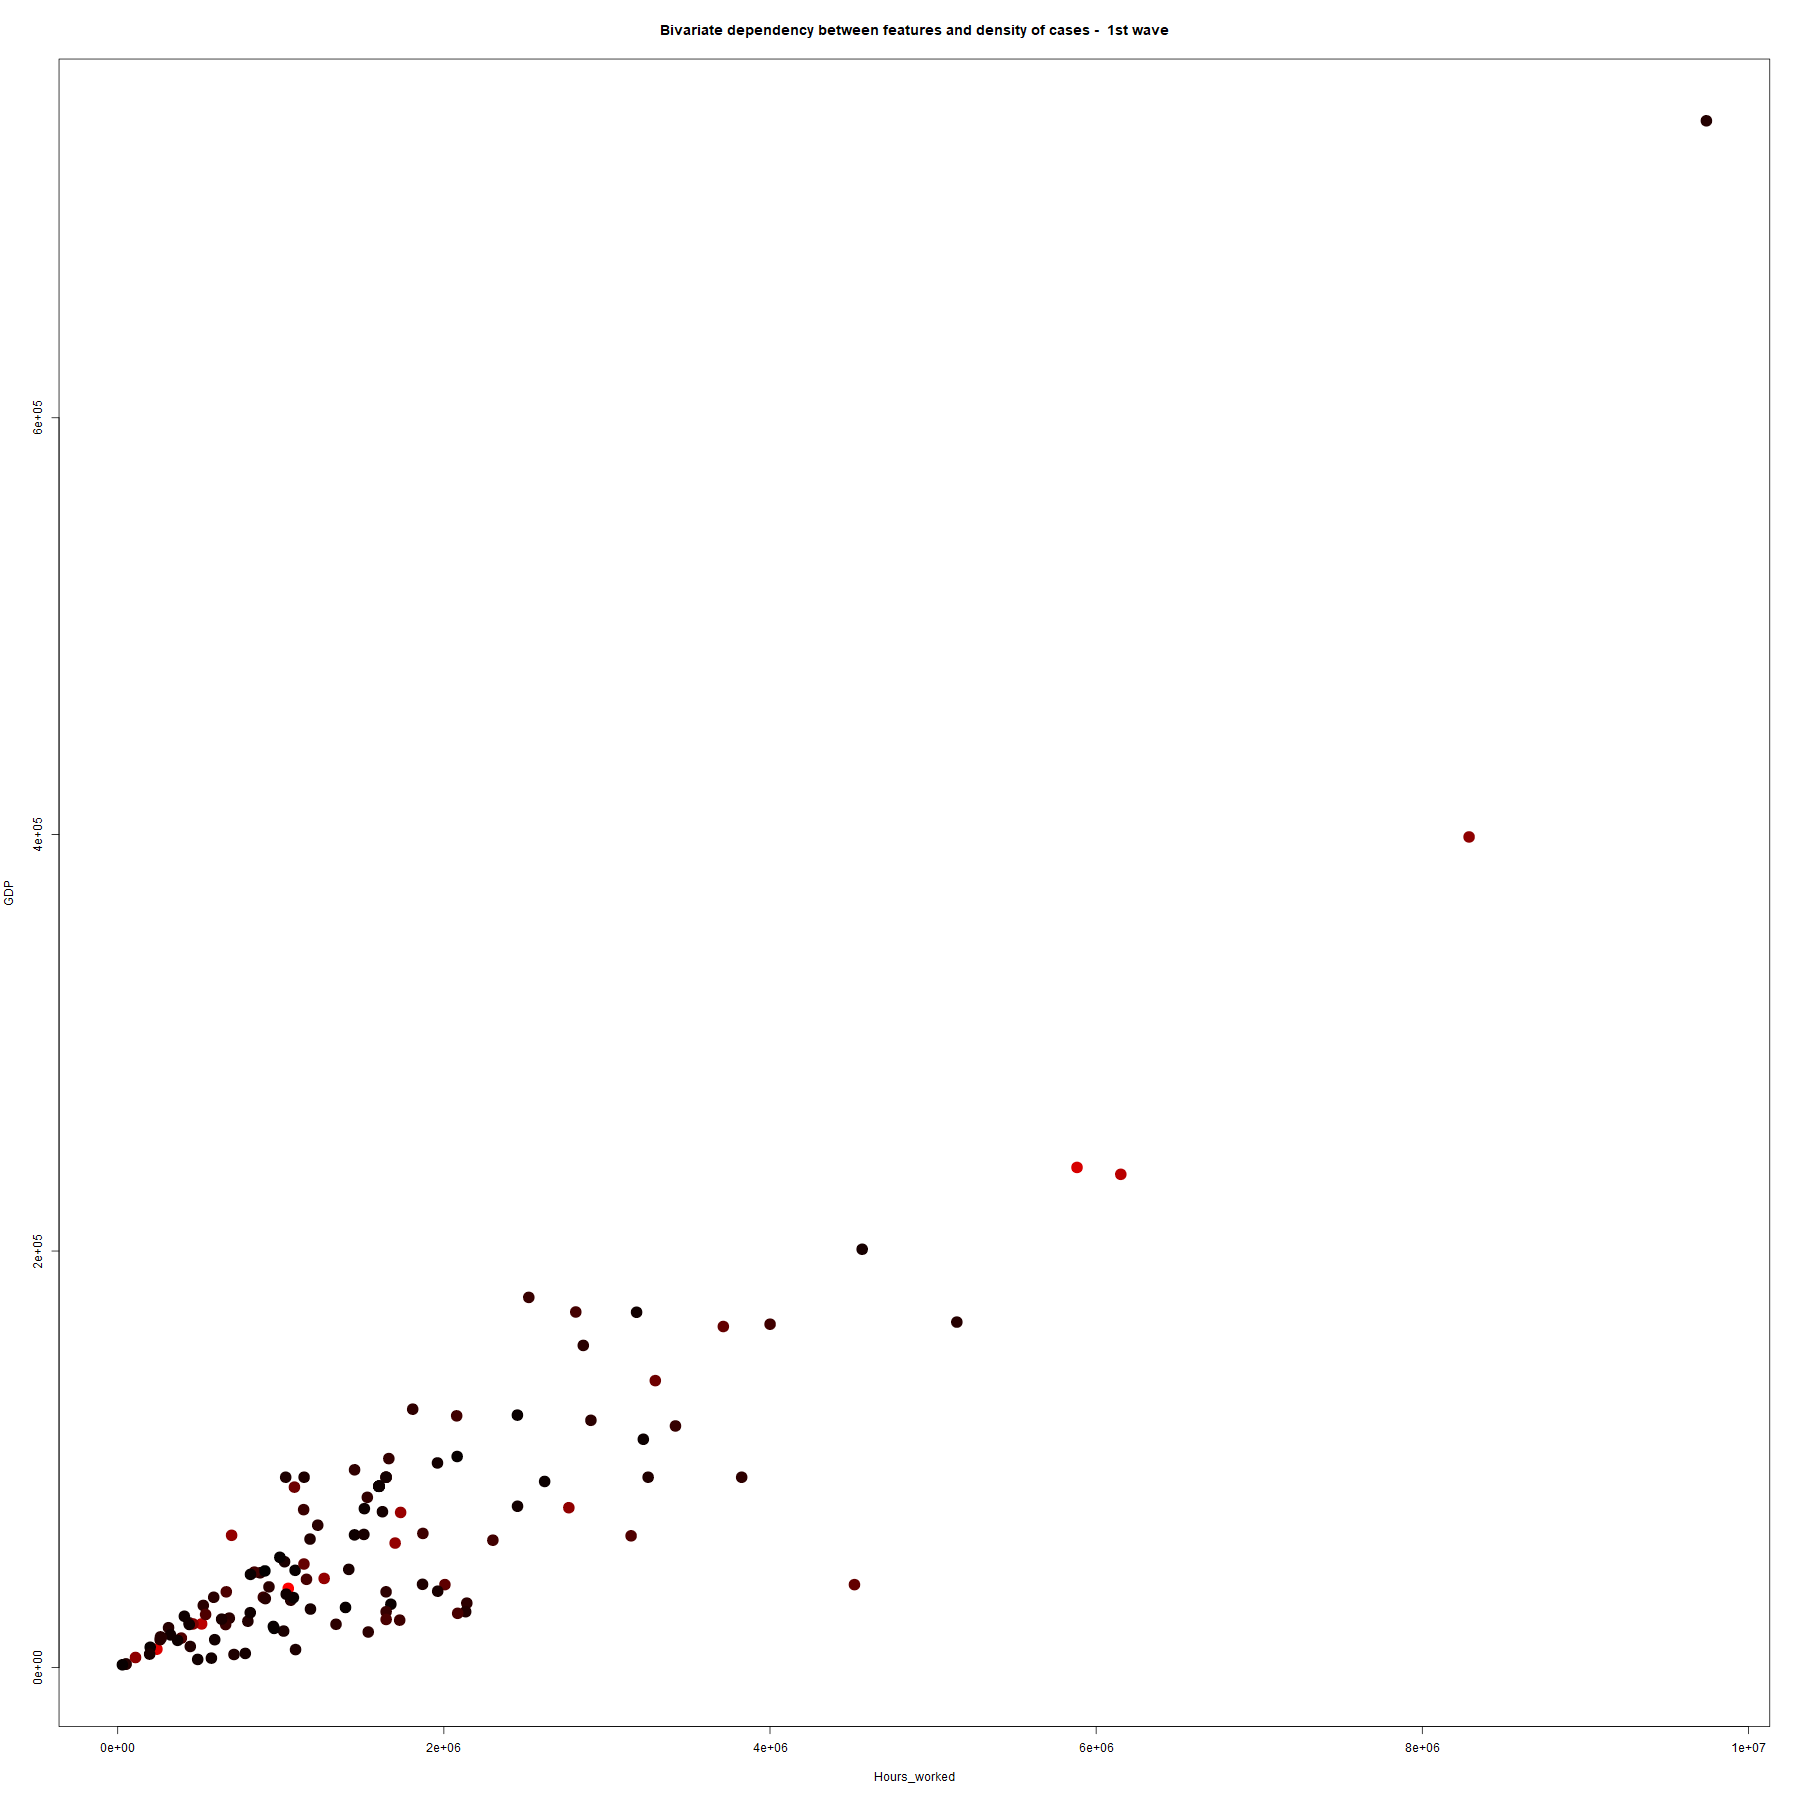 Bivariate dependency between features and density of cases -  1st wave
6e+05
4e+05
GDP
2e+05
0e+00
0e+00 2e+06 4e+06 6e+06 8e+06 1e+07
Hours_worked